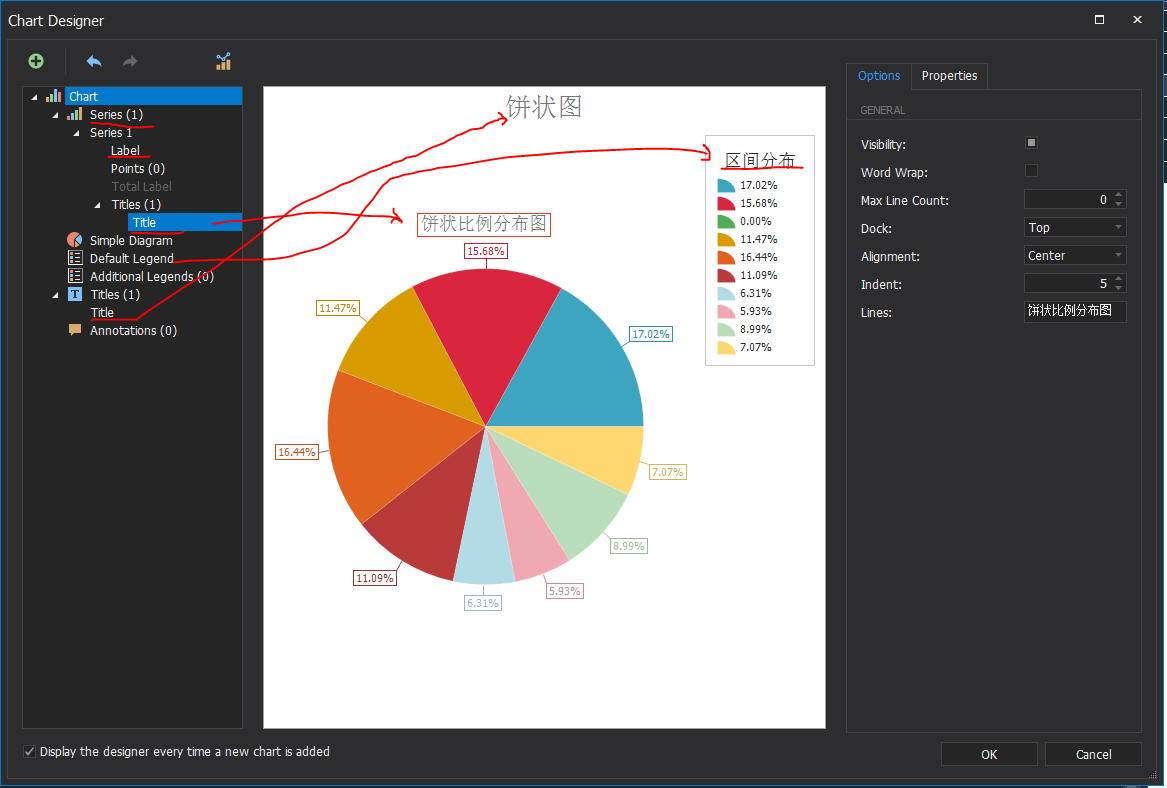 Chart Designer
Chart
Series (1)
Series 1
Label
Points (0)
Total Label
Titles (1)
Title
Simple Diagram
Default Legend
Additional Legends (0)
Titles (1)
Title
Annotations (0)
饼状图
饼状比例分布图
15.68%
11.47%
17.02%
16.44%
7.07%
8.99%
11.09%
6.31%
5.93%
区间分布
17.02%
15.68%
0.00%
11.47%
16.44%
11.09%
6.31%
5.93%
8.99%
7.07%
Options Properties
GENERAL
Visibility:
Word Wrap:
Max Line Count: 0
Dock: Top
Alignment: Center
Indent: 5
Lines: 饼状比例分布图
Display the designer every time a new chart is added
OK Cancel